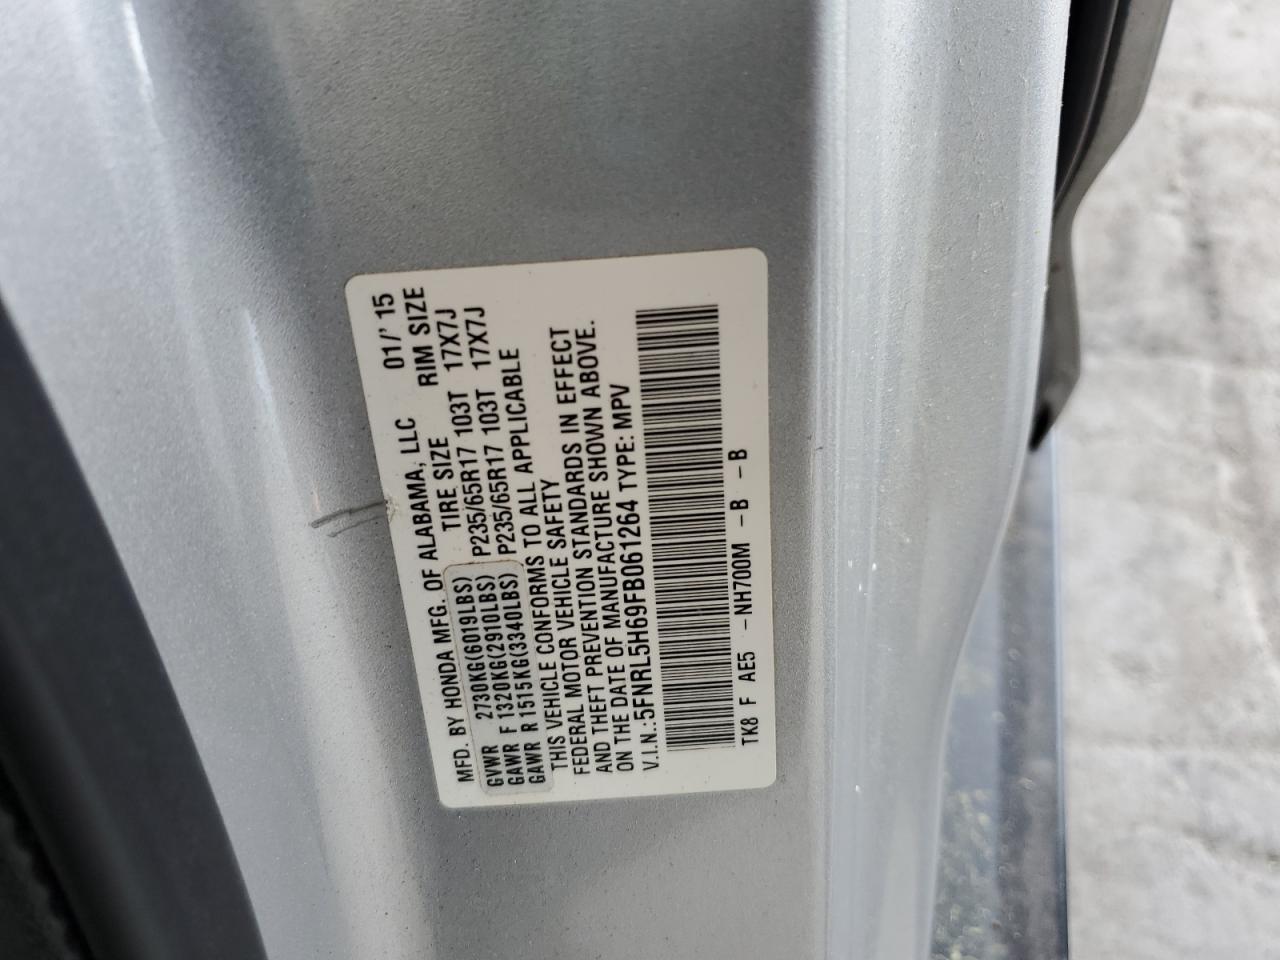 MFD. BY HONDA MFG. OF ALABAMA, LLC 01/'15
TIRE SIZE RIM SIZE
GVWR 2730KG(6019LBS)
GAWR F 1320KG(2910LBS) P235/65R17 103T 17X7J
GAWR R 1515KG(3340LBS) P235/65R17 103T 17X7J
THIS VEHICLE CONFORMS TO ALL APPLICABLE
FEDERAL MOTOR VEHICLE SAFETY
AND THEFT PREVENTION STANDARDS IN EFFECT
ON THE DATE OF MANUFACTURE SHOWN ABOVE.
V.I.N.:5FNRL5H69FB061264 TYPE: MPV
TK8 F AE5 -NH700M -B -B